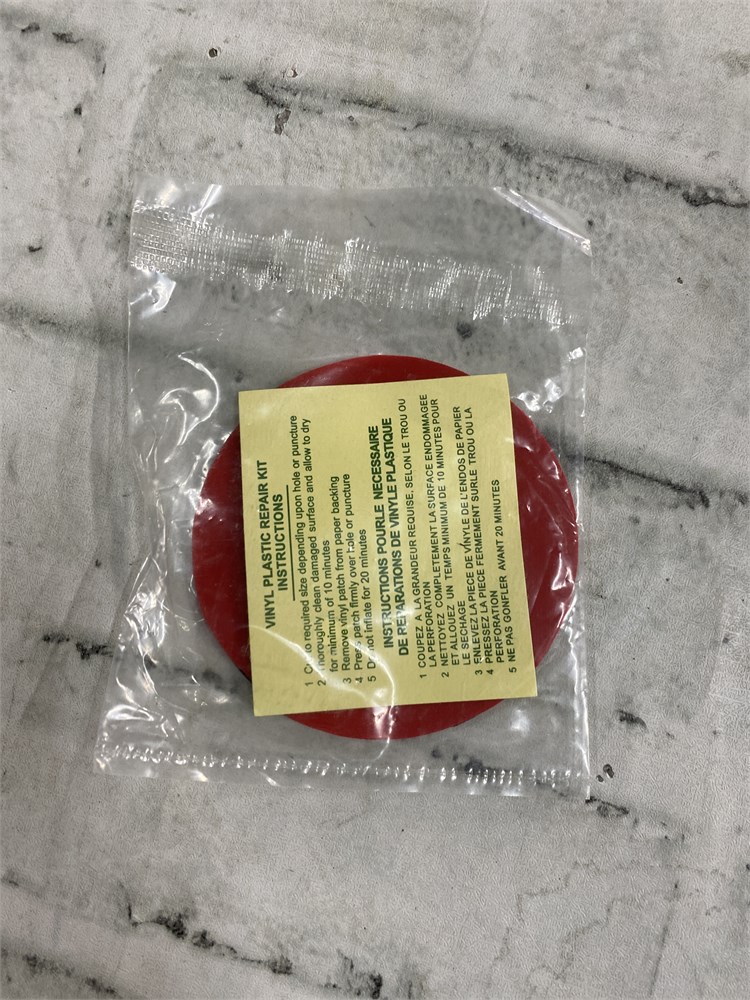 VINYL PLASTIC REPAIR KIT
INSTRUCTIONS
1 Cut to required size depending upon hole or puncture
2 Thoroughly clean damaged surface and allow to dry
for minimum of 10 minutes
3 Remove vinyl patch from paper backing
4 Press patch firmly over hole or puncture
5 Do not inflate for 20 minutes
INSTRUCTIONS POURLE NECESSAIRE
DE REPARATIONS DE VINYLE PLASTIQUE
1 COUPEZ A LA GRANDEUR REQUISE, SELON LE TROU OU
LA PERFORATION
2 NETTOYEZ COMPLETEMENT LA SURFACE ENDOMMAGEE
ET ALLOUEZ UN TEMPS MINIMUM DE 10 MINUTES POUR
LE SECHAGE
3 ENLEVEZ LA PIECE DE VINYLE DE L'ENDOS DE PAPIER
4 PRESSEZ LA PIECE FERMEMENT SURLE TROU OU LA
PERFORATION
5 NE PAS GONFLER AVANT 20 MINUTES